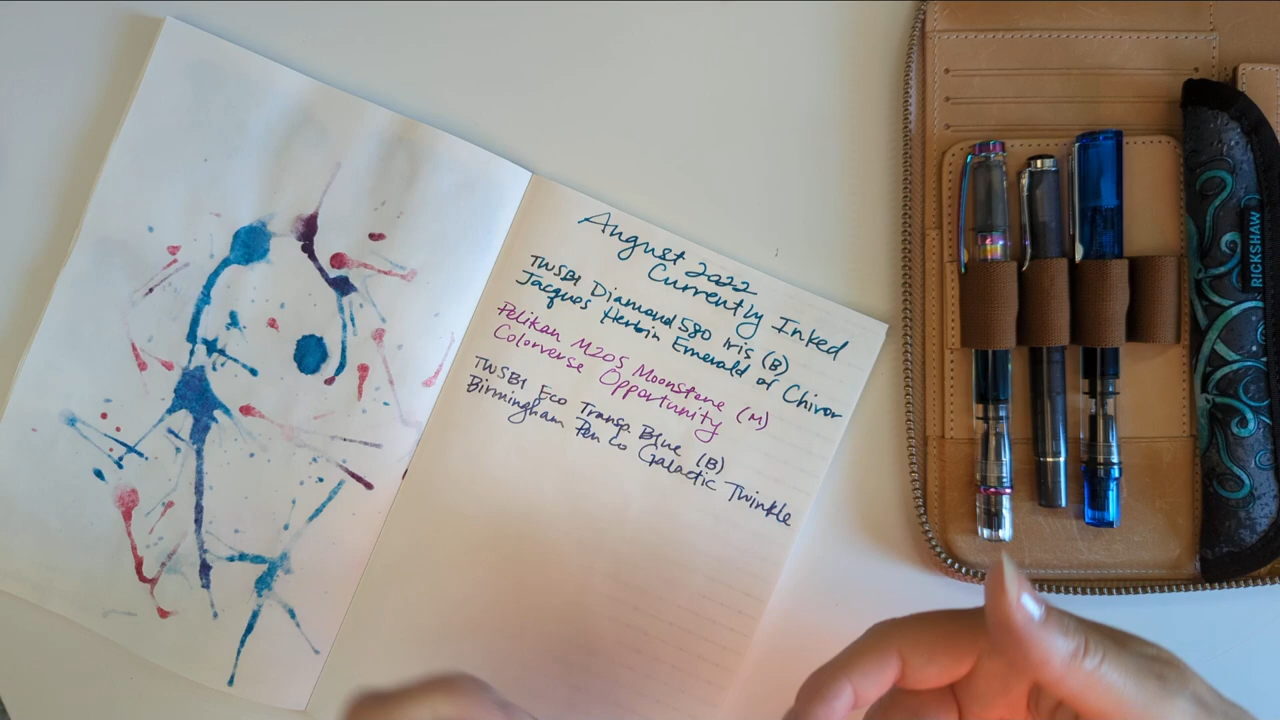 August 2022
Currently Inked
TWSBI Diamond 580 Iris (B)
Jacques Herbin Emerald of Chivor
Pelikan M205 Moonstone (M)
Colorverse Opportunity
TWSBI Eco Transp. Blue (B)
Birmingham Pen Co Galactic Twinkle
RICKSHAW